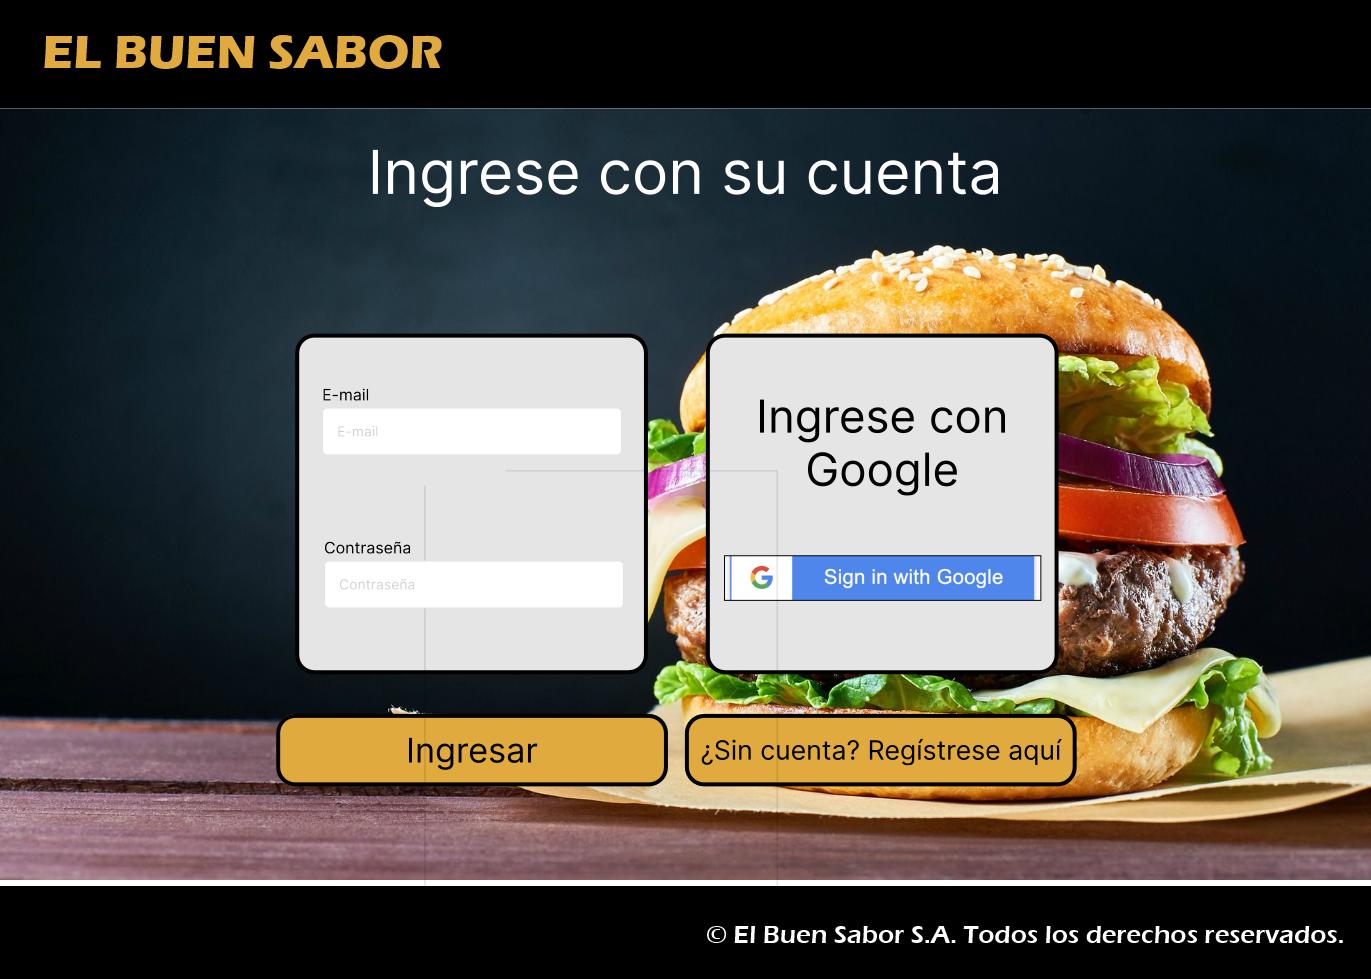 EL BUEN SABOR
Ingrese con su cuenta
E-mail
E-mail
Contraseña
Contraseña
Ingrese con
Google
G Sign in with Google
Ingresar
¿Sin cuenta? Regístrese aquí
© El Buen Sabor S.A. Todos los derechos reservados.